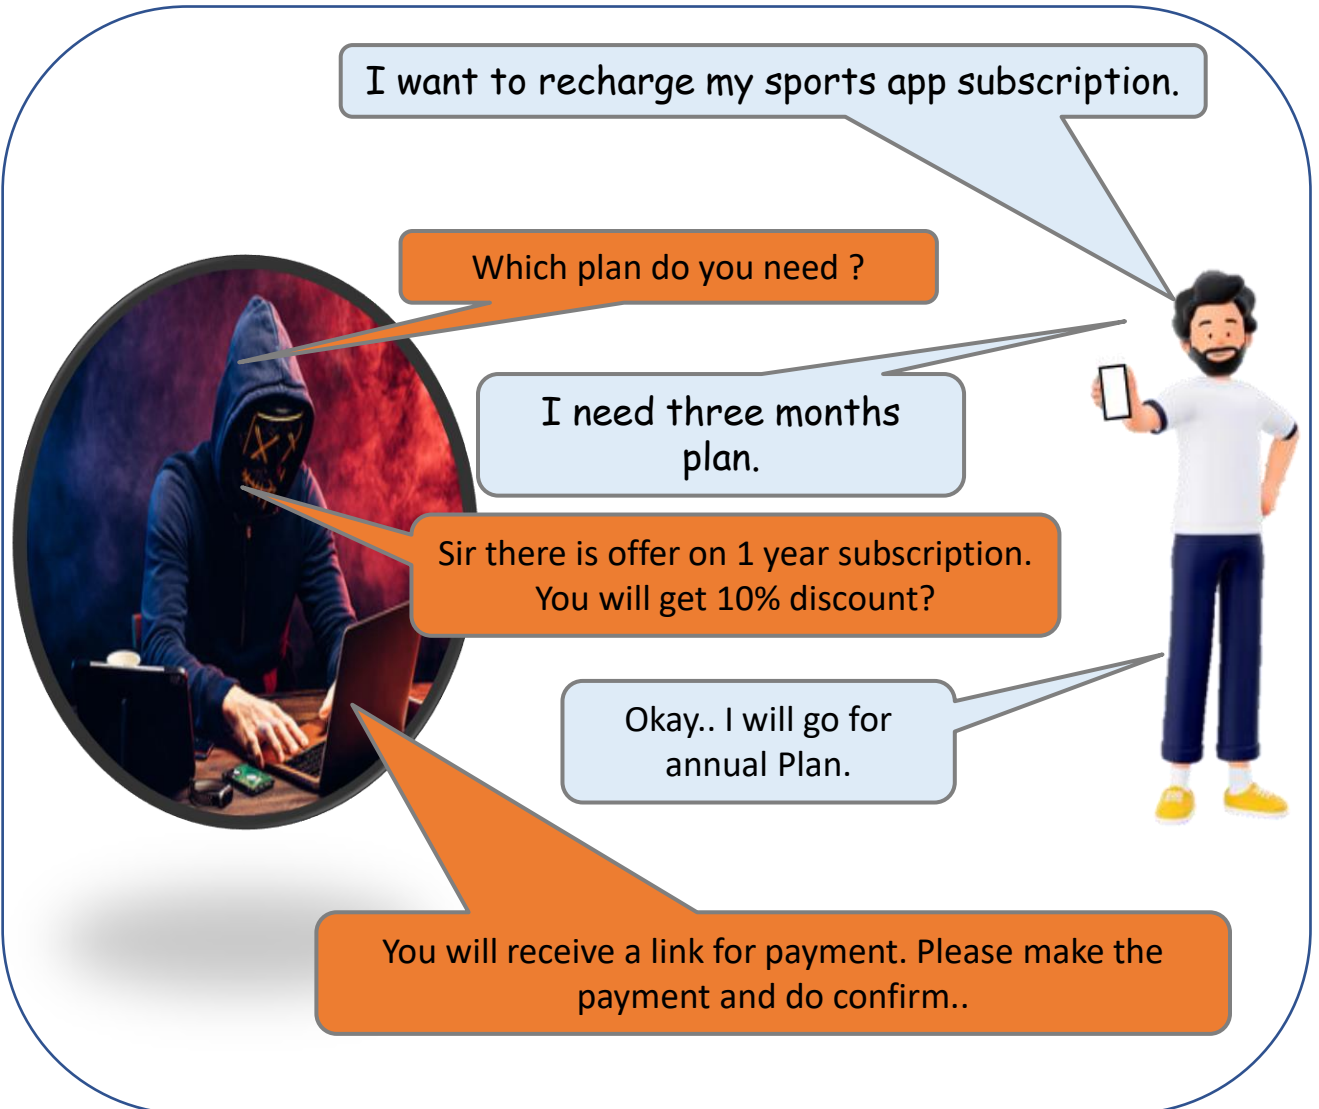 I want to recharge my sports app subscription.
Which plan do you need ?
I need three months
plan.
Sir there is offer on 1 year subscription.
You will get 10% discount?
Okay.. I will go for
annual Plan.
You will receive a link for payment. Please make the
payment and do confirm..